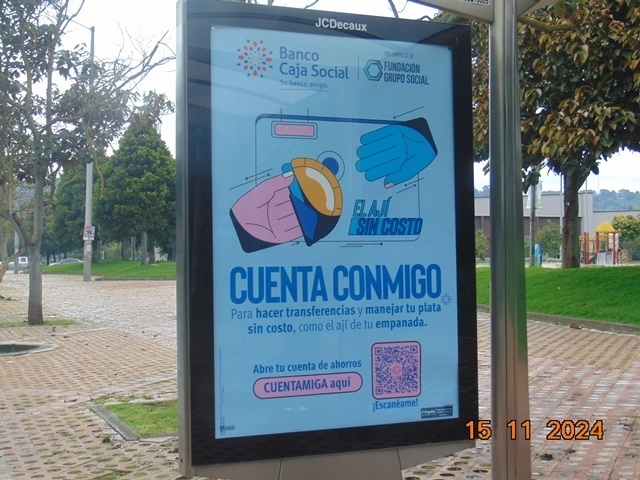 JCDecaux
Banco
Caja Social
Su banco amigo.
FUNDACIÓN
GRUPO SOCIAL
EL AJÍ
SIN COSTO
CUENTA CONMIGO
Para hacer transferencias y manejar tu plata
sin costo, como el ají de tu empanada.
Abre tu cuenta de ahorros
CUENTAMIGA aquí
¡Escanéame!
15 11 2024